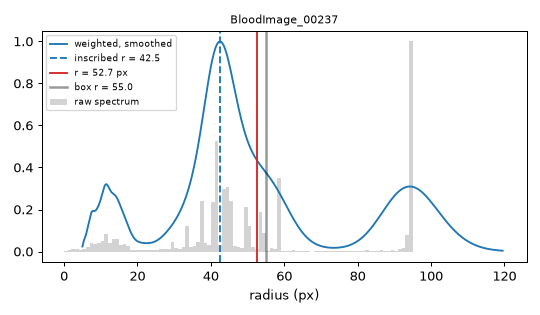 BloodImage_00237
weighted, smoothed
inscribed r = 42.5
r = 52.7 px
box r = 55.0
raw spectrum
1.0
0.8
0.6
0.4
0.2
0.0
0 20 40 60 80 100 120
radius (px)